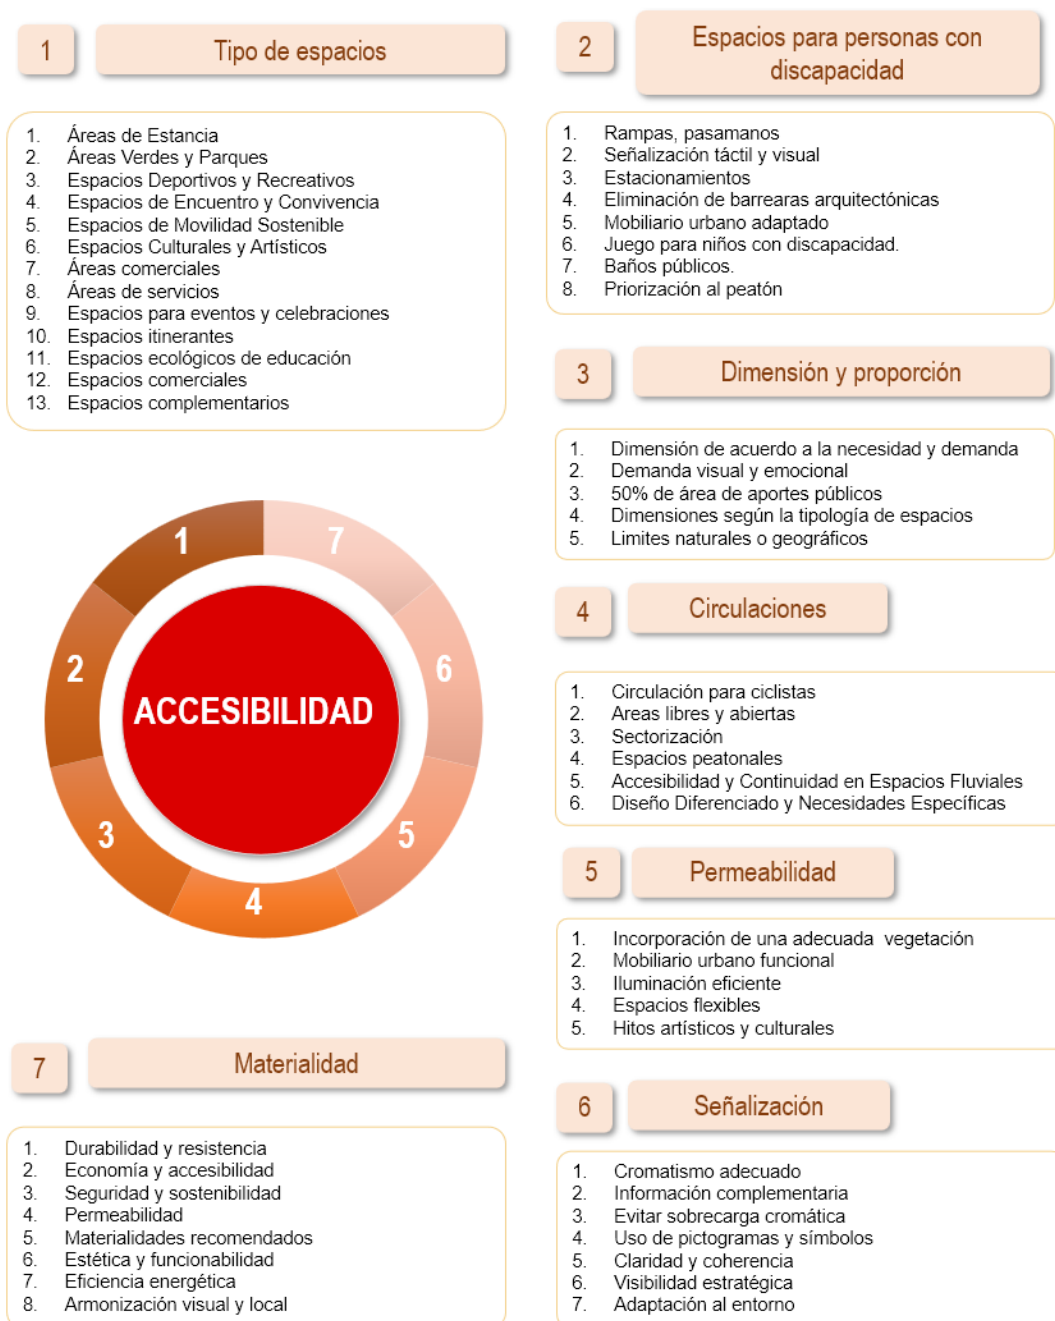 1
Tipo de espacios
1. Áreas de Estancia
2. Áreas Verdes y Parques
3. Espacios Deportivos y Recreativos
4. Espacios de Encuentro y Convivencia
5. Espacios de Movilidad Sostenible
6. Espacios Culturales y Artísticos
7. Áreas comerciales
8. Áreas de servicios
9. Espacios para eventos y celebraciones
10. Espacios itinerantes
11. Espacios ecológicos de educación
12. Espacios comerciales
13. Espacios complementarios
2
Espacios para personas con
discapacidad
1. Rampas, pasamanos
2. Señalización táctil y visual
3. Estacionamientos
4. Eliminación de barrearas arquitectónicas
5. Mobiliario urbano adaptado
6. Juego para niños con discapacidad.
7. Baños públicos.
8. Priorización al peatón
3
Dimensión y proporción
1. Dimensión de acuerdo a la necesidad y demanda
2. Demanda visual y emocional
3. 50% de área de aportes públicos
4. Dimensiones según la tipología de espacios
5. Limites naturales o geográficos
1
7
2
6
ACCESIBILIDAD
3
5
4
4
Circulaciones
1. Circulación para ciclistas
2. Areas libres y abiertas
3. Sectorización
4. Espacios peatonales
5. Accesibilidad y Continuidad en Espacios Fluviales
6. Diseño Diferenciado y Necesidades Específicas
5
Permeabilidad
1. Incorporación de una adecuada vegetación
2. Mobiliario urbano funcional
3. Iluminación eficiente
4. Espacios flexibles
5. Hitos artísticos y culturales
7
Materialidad
1. Durabilidad y resistencia
2. Economía y accesibilidad
3. Seguridad y sostenibilidad
4. Permeabilidad
5. Materialidades recomendados
6. Estética y funcionabilidad
7. Eficiencia energética
8. Armonización visual y local
6
Señalización
1. Cromatismo adecuado
2. Información complementaria
3. Evitar sobrecarga cromática
4. Uso de pictogramas y símbolos
5. Claridad y coherencia
6. Visibilidad estratégica
7. Adaptación al entorno